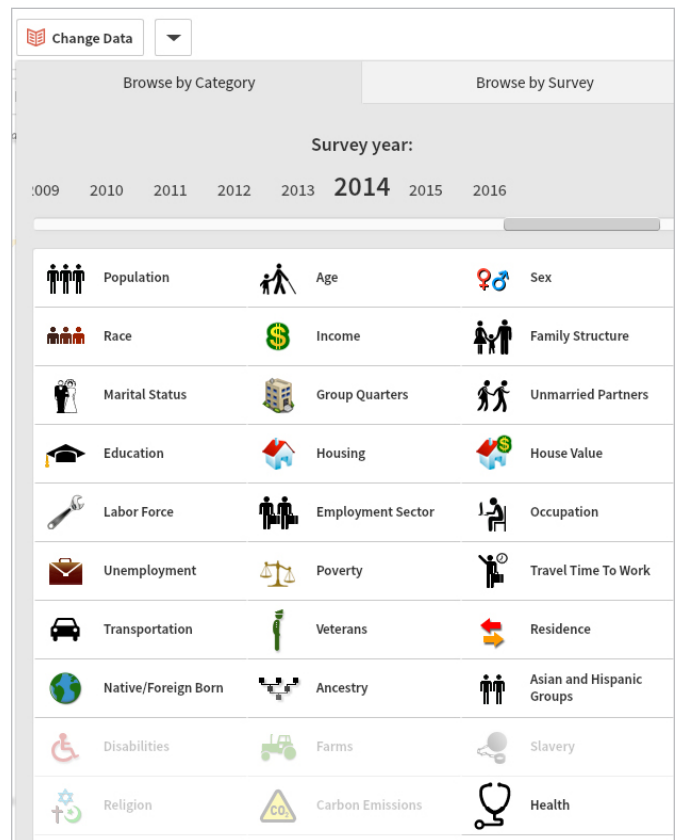 Change Data
Browse by Category Browse by Survey
Survey year:
2009 2010 2011 2012 2013 2014 2015 2016
Population Age Sex
Race $ Income Family Structure
Marital Status Group Quarters Unmarried Partners
Education Housing $ House Value
Labor Force Employment Sector Occupation
Unemployment Poverty Travel Time To Work
Transportation Veterans Residence
Native/Foreign Born Ancestry Asian and Hispanic
Groups
Disabilities Farms Slavery
Religion CO2 Carbon Emissions Health